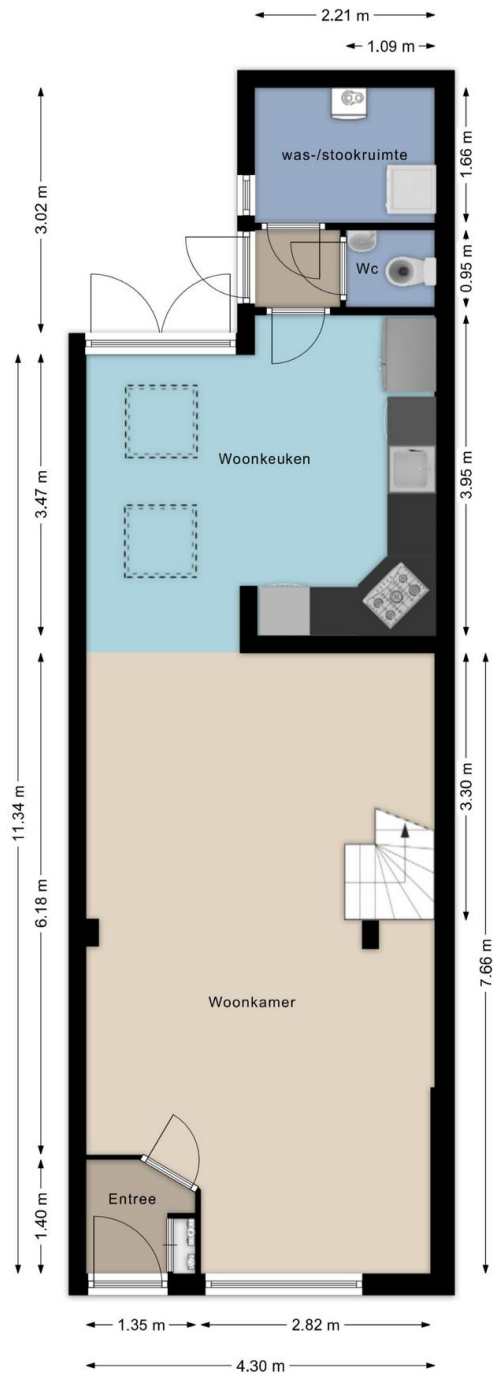 2.21 m
1.09 m
3.02 m
was-/stookruimte
1.66 m
Wc
0.95 m
Woonkeuken
3.47 m
3.95 m
11.34 m
6.18 m
3.30 m
7.66 m
Woonkamer
Entree
1.40 m
1.35 m
2.82 m
4.30 m